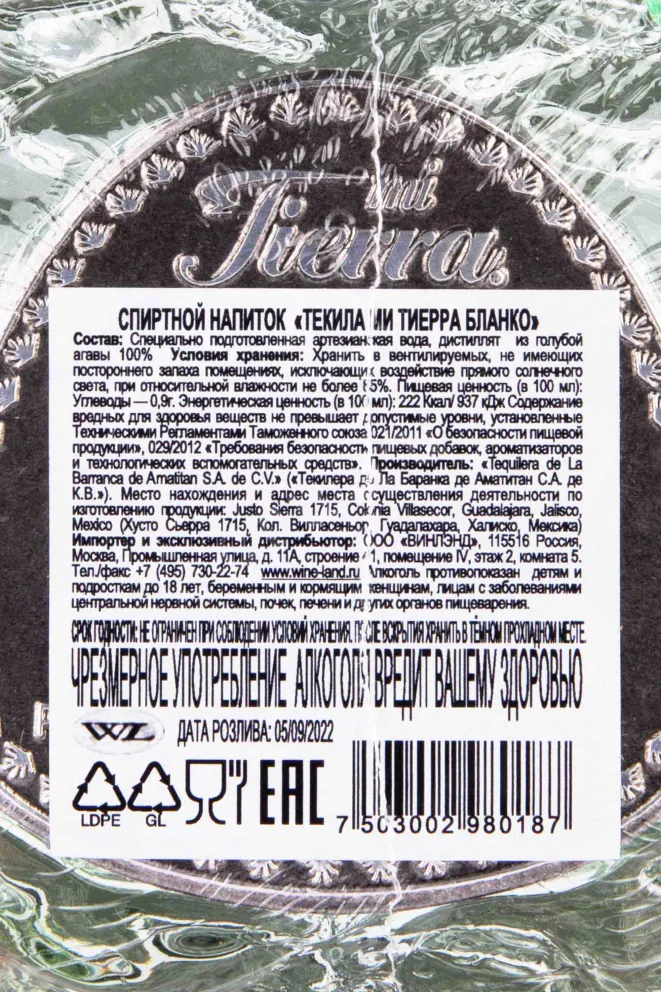 mi
Tierra
СПИРТНОЙ НАПИТОК «ТЕКИЛА МИ ТИЕРРА БЛАНКО»
Состав: Специально подготовленная артезианская вода, дистиллят из голубой
агавы 100% Условия хранения: Хранить в вентилируемых, не имеющих
постороннего запаха помещениях, исключающих воздействие прямого солнечного
света, при относительной влажности не более 85%. Пищевая ценность (в 100 мл):
Углеводы — 0,9г. Энергетическая ценность (в 100 мл): 222 Ккал/ 937 кДж Содержание
вредных для здоровья веществ не превышает допустимые уровни, установленные
Техническими Регламентами Таможенного союза 021/2011 «О безопасности пищевой
продукции», 029/2012 «Требования безопасности пищевых добавок, ароматизаторов
и технологических вспомогательных средств». Производитель: «Tequilera de La
Barranca de Amatitan S.A. de C.V.» («Текилера де Ла Баранка де Аматитан С.А. де
К.В.»). Место нахождения и адрес места осуществления деятельности по
изготовлению продукции: Justo Sierra 1715, Colonia Villasecor, Guadalajara, Jalisco,
Mexico (Хусто Сьерра 1715, Кол. Вилласеньор, Гуадалахара, Халиско, Мексика)
Импортер и эксклюзивный дистрибьютор: ООО «ВИНЛЭНД», 115516 Россия,
Москва, Промышленная улица, д. 11А, строение 1, помещение IV, этаж 2, комната 5.
Тел./факс +7 (495) 730-22-74 www.wine-land.ru Алкоголь противопоказан детям и
подросткам до 18 лет, беременным и кормящим женщинам, лицам с заболеваниями
центральной нервной системы, почек, печени и других органов пищеварения.
СРОК ГОДНОСТИ: НЕ ОГРАНИЧЕН ПРИ СОБЛЮДЕНИИ УСЛОВИЙ ХРАНЕНИЯ. ПОСЛЕ ВСКРЫТИЯ ХРАНИТЬ В ТЁМНОМ ПРОХЛАДНОМ МЕСТЕ.
ЧРЕЗМЕРНОЕ УПОТРЕБЛЕНИЕ АЛКОГОЛЯ ВРЕДИТ ВАШЕМУ ЗДОРОВЬЮ
WL ДАТА РОЗЛИВА: 05/09/2022
LDPE GL EAC
7 503002 980187